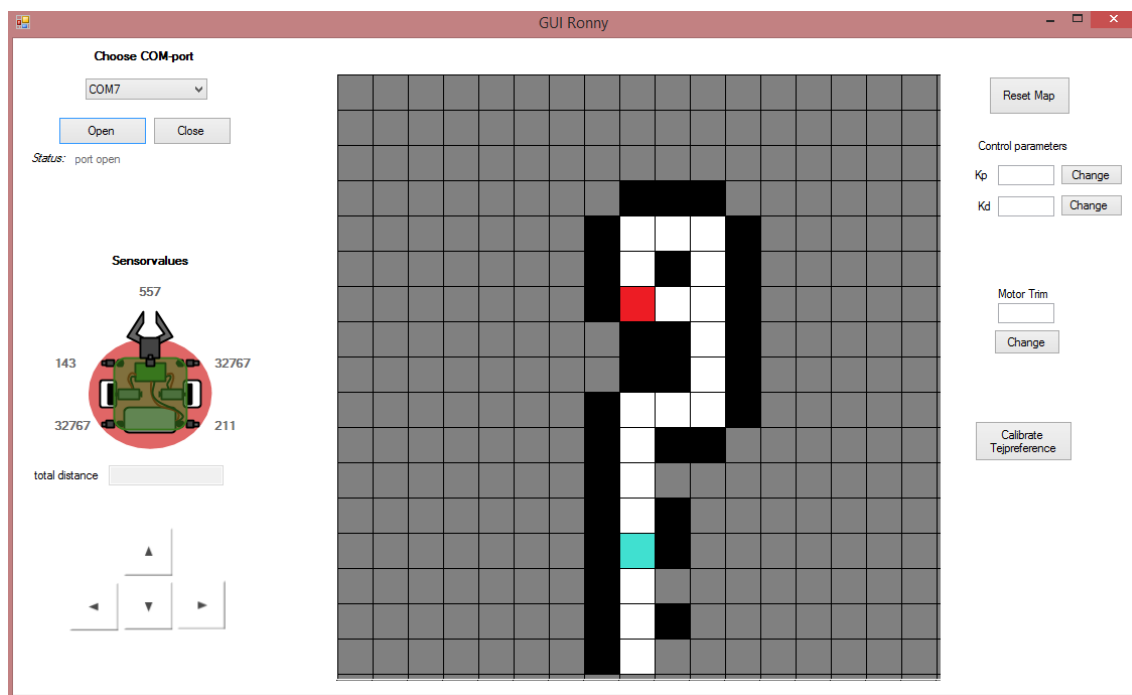 GUI Ronny
Choose COM-port
COM7
Open
Close
Status: port open
Sensorvalues
557
143
32767
32767
211
total distance
Reset Map
Control parameters
Kp
Change
Kd
Change
Motor Trim
Change
Calibrate
Tejpreference